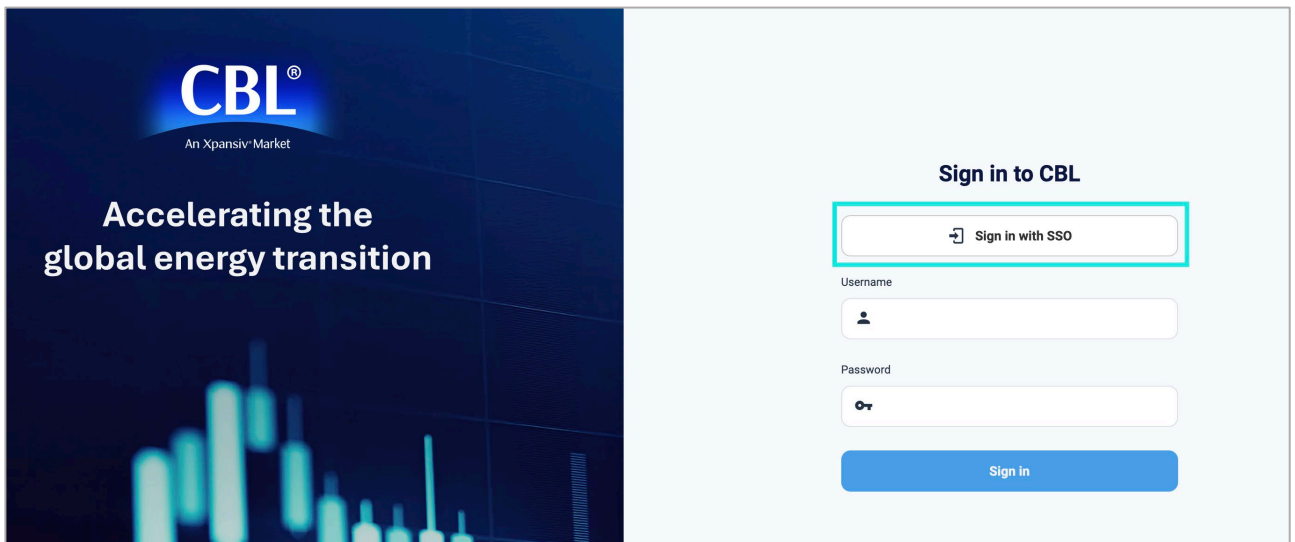 CBL®
An Xpansiv® Market
Accelerating the
global energy transition
Sign in to CBL
Sign in with SSO
Username
Password
Sign in